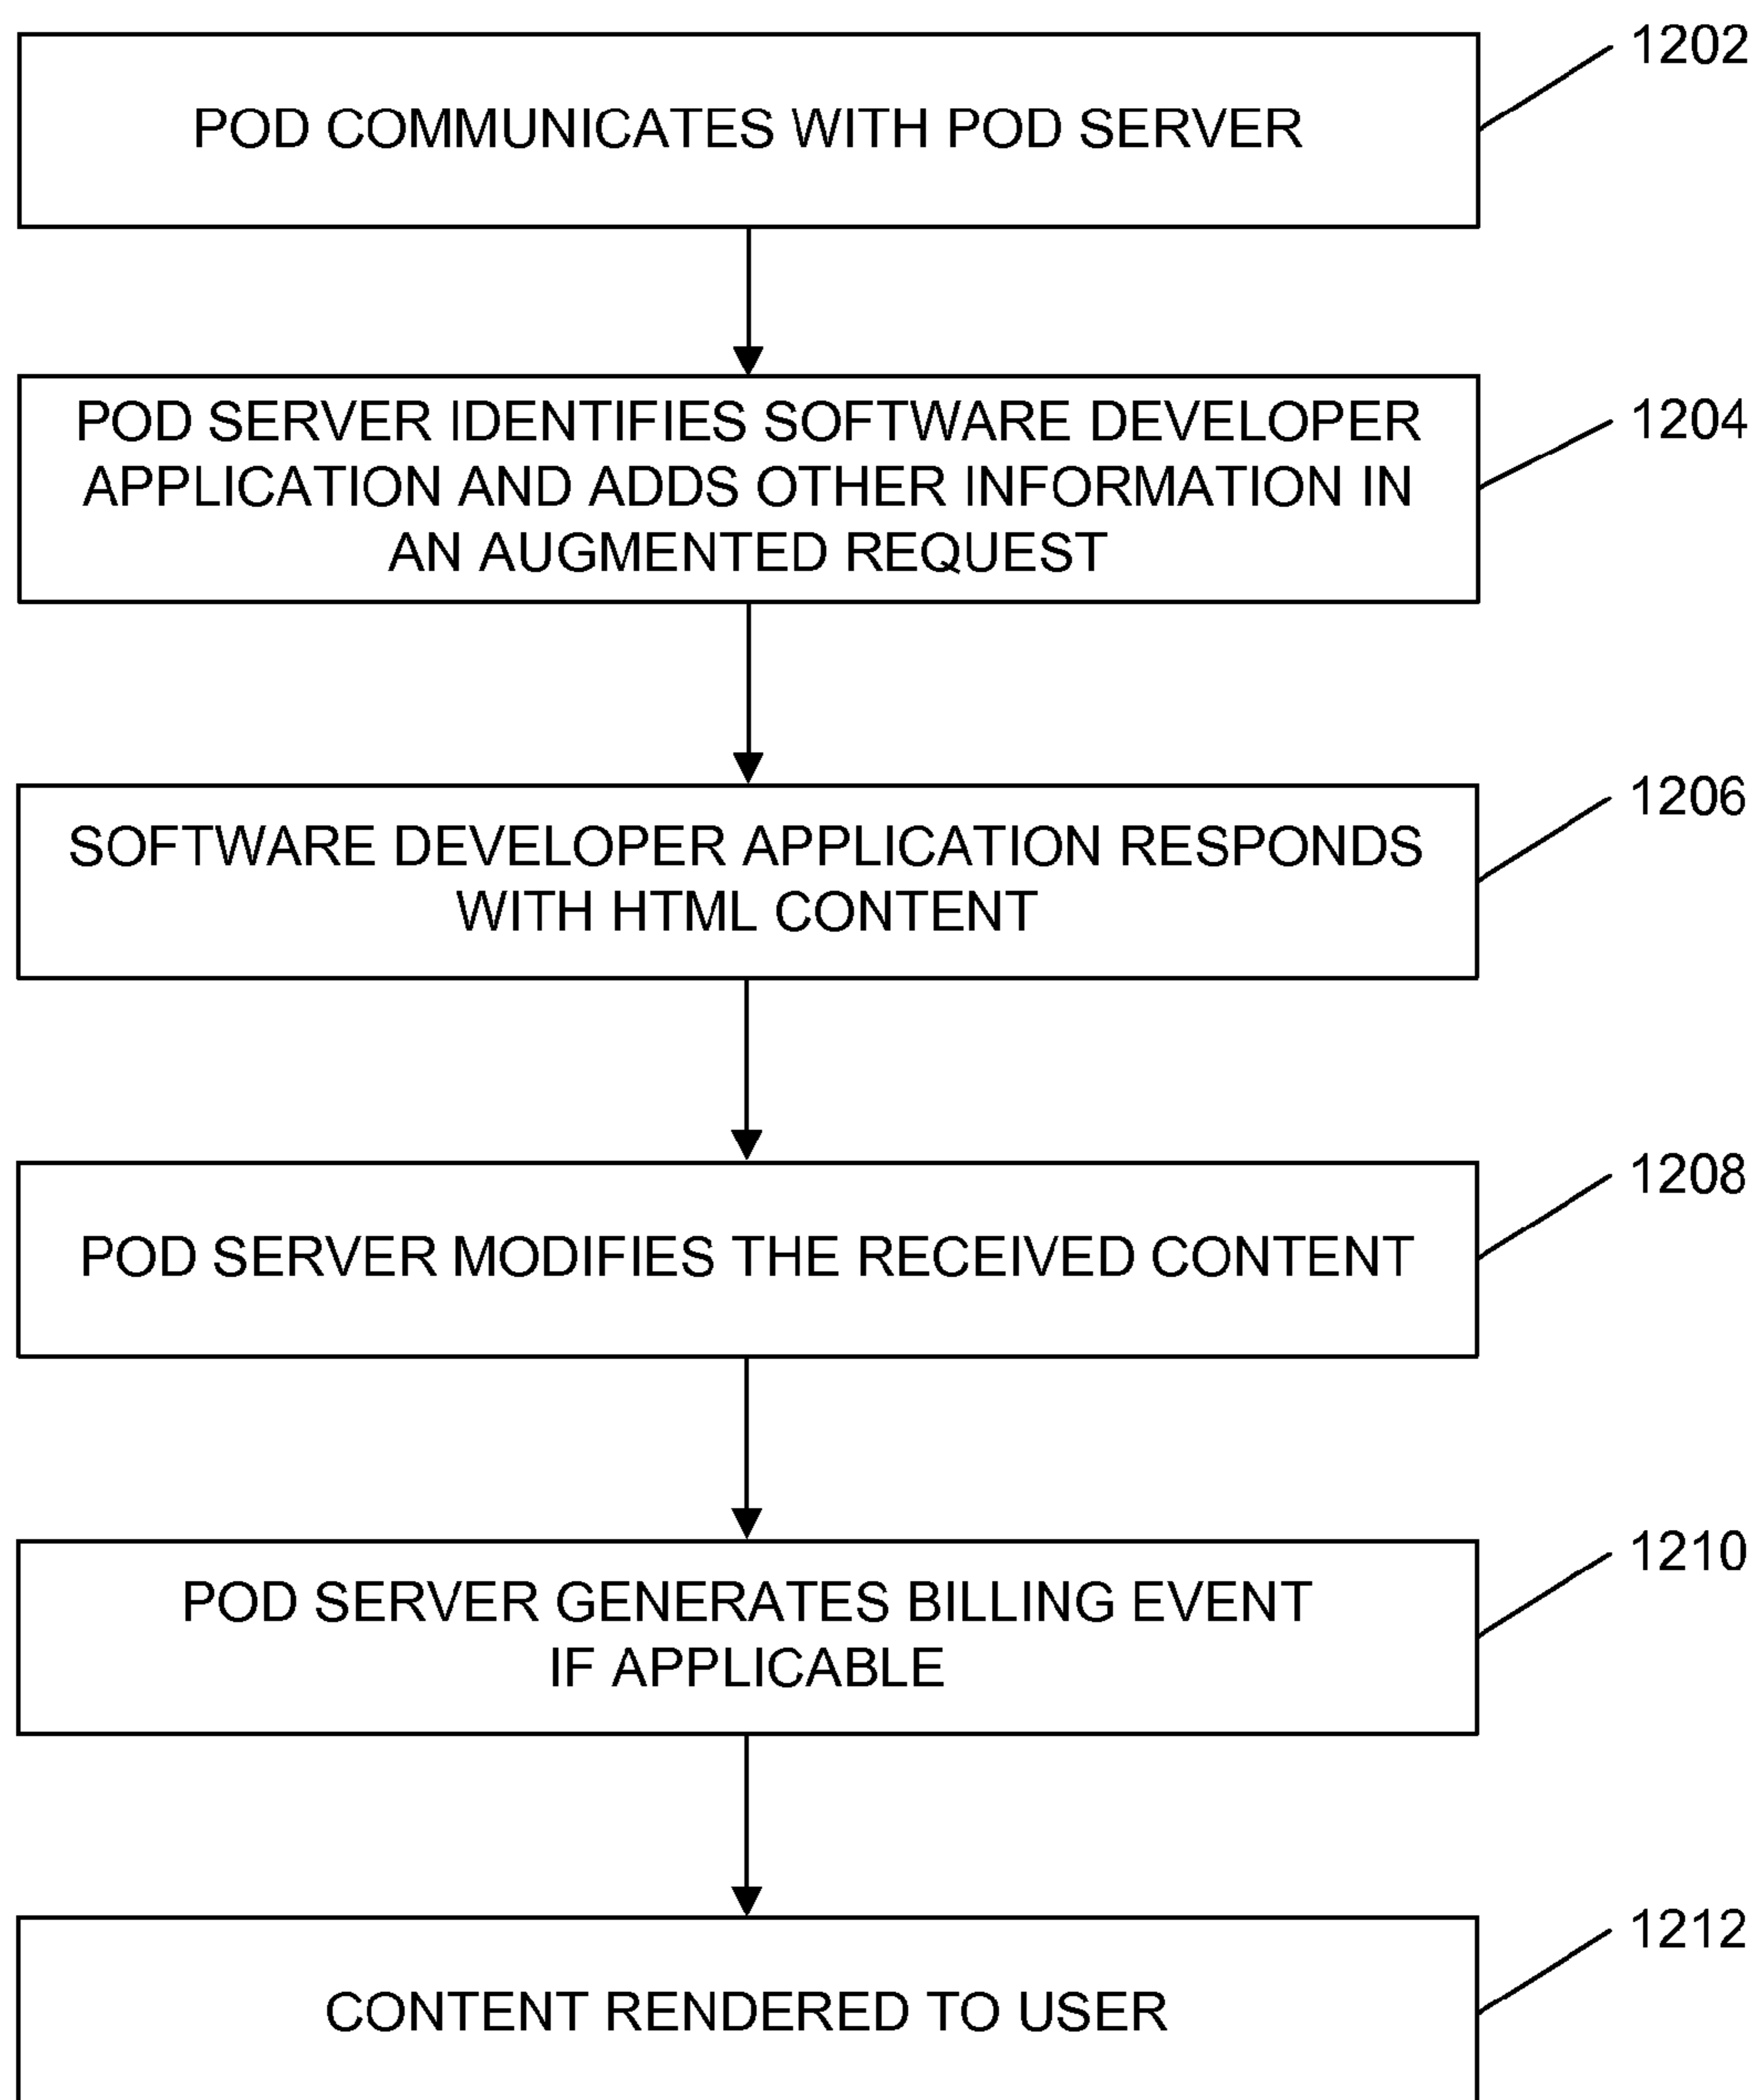 1202
POD COMMUNICATES WITH POD SERVER
1204
POD SERVER IDENTIFIES SOFTWARE DEVELOPER
APPLICATION AND ADDS OTHER INFORMATION IN
AN AUGMENTED REQUEST
1206
SOFTWARE DEVELOPER APPLICATION RESPONDS
WITH HTML CONTENT
1208
POD SERVER MODIFIES THE RECEIVED CONTENT
1210
POD SERVER GENERATES BILLING EVENT
IF APPLICABLE
1212
CONTENT RENDERED TO USER